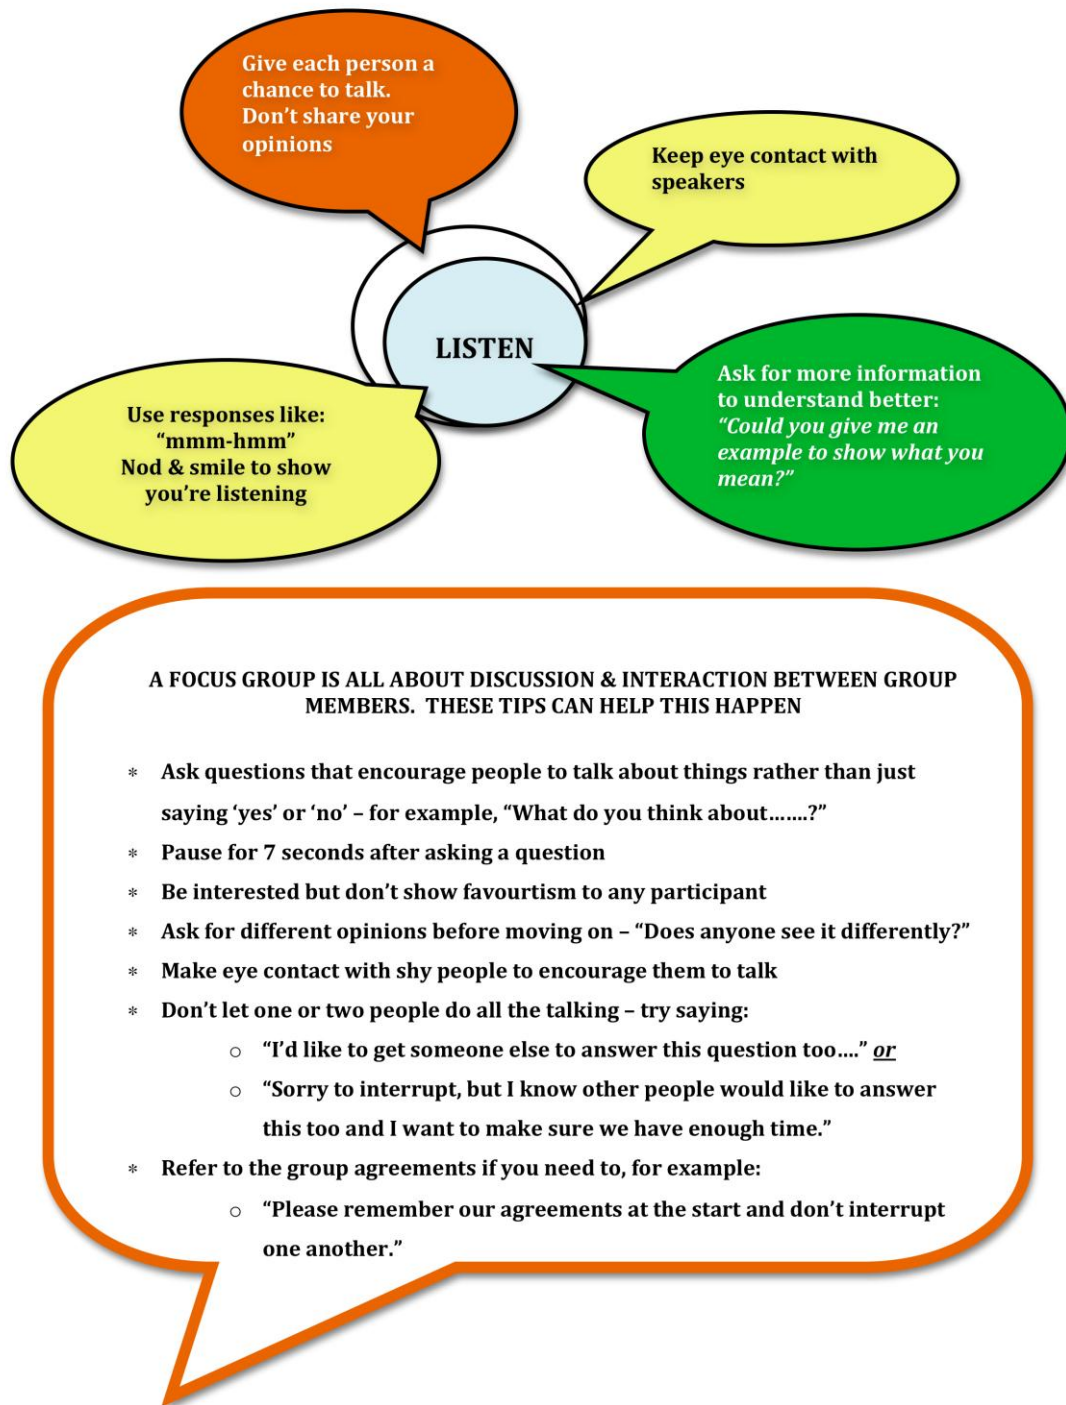 Give each person a
chance to talk.
Don't share your
opinions
Keep eye contact with
speakers
LISTEN
Use responses like:
“mmm-hmm”
Nod & smile to show
you’re listening
Ask for more information
to understand better:
“Could you give me an
example to show what you
mean?”
A FOCUS GROUP IS ALL ABOUT DISCUSSION & INTERACTION BETWEEN GROUP
MEMBERS.  THESE TIPS CAN HELP THIS HAPPEN
* Ask questions that encourage people to talk about things rather than just
saying ‘yes’ or ‘no’ – for example, “What do you think about…….?”
* Pause for 7 seconds after asking a question
* Be interested but don’t show favourtism to any participant
* Ask for different opinions before moving on – “Does anyone see it differently?”
* Make eye contact with shy people to encourage them to talk
* Don’t let one or two people do all the talking – try saying:
o “I’d like to get someone else to answer this question too….” or
o “Sorry to interrupt, but I know other people would like to answer
this too and I want to make sure we have enough time.”
* Refer to the group agreements if you need to, for example:
o “Please remember our agreements at the start and don’t interrupt
one another.”